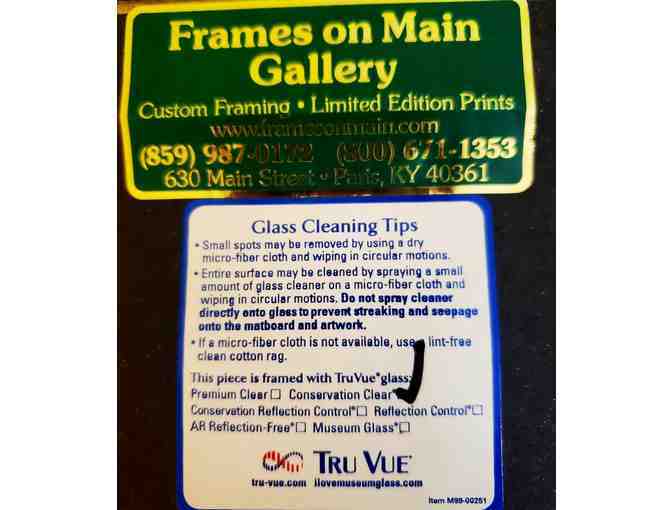 Frames on Main
Gallery
Custom Framing • Limited Edition Prints
www.framesonmain.com
(859) 987-0172 (800) 671-1353
630 Main Street • Paris, KY 40361
Glass Cleaning Tips
• Small spots may be removed by using a dry
micro-fiber cloth and wiping in circular motions.
• Entire surface may be cleaned by spraying a small
amount of glass cleaner on a micro-fiber cloth and
wiping in circular motions. Do not spray cleaner
directly onto glass to prevent streaking and seepage
onto the matboard and artwork.
• If a micro-fiber cloth is not available, use lint-free
clean cotton rag.
This piece is framed with Tru Vue® glass:
Premium Clear ☐ Conservation Clear®
Conservation Reflection Control® ☐ Reflection Control® ☐
AR Reflection-Free® ☐ Museum Glass® ☐
TRU VUE®
tru-vue.com ilovemuseumglass.com
Item M99-00251